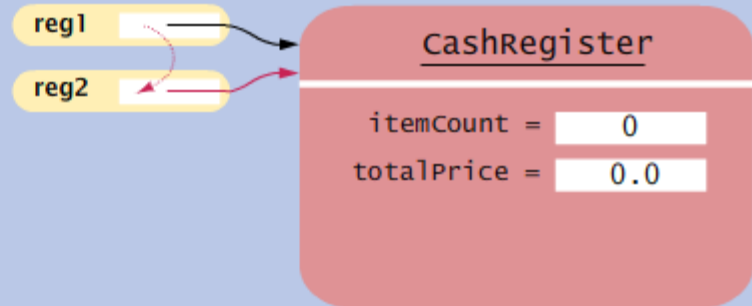 reg1
reg2
CashRegister
itemCount = 0
totalPrice = 0.0